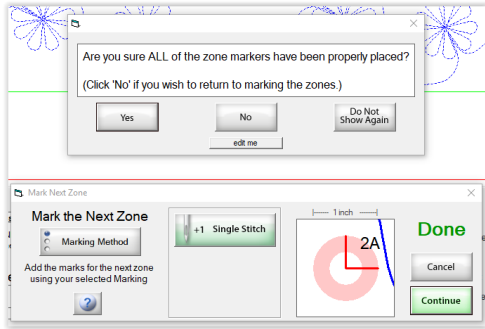 Are you sure ALL of the zone markers have been properly placed?
(Click 'No' if you wish to return to marking the zones.)
Yes
No
Do Not
Show Again
edit me
Mark Next Zone
Mark the Next Zone
Marking Method
Add the marks for the next zone
using your selected Marking
?
+1 Single Stitch
1 inch
2A
Done
Cancel
Continue